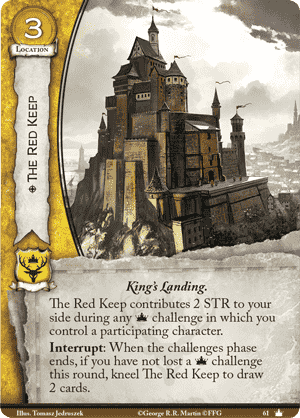 3
LOCATION
THE RED KEEP
King's Landing.
The Red Keep contributes 2 STR to your
side during any challenge in which you
control a participating character.
Interrupt: When the challenges phase
ends, if you have not lost a challenge
this round, kneel The Red Keep to draw
2 cards.
Illus. Tomasz Jedruszek ©George R.R. Martin ©FFG 61